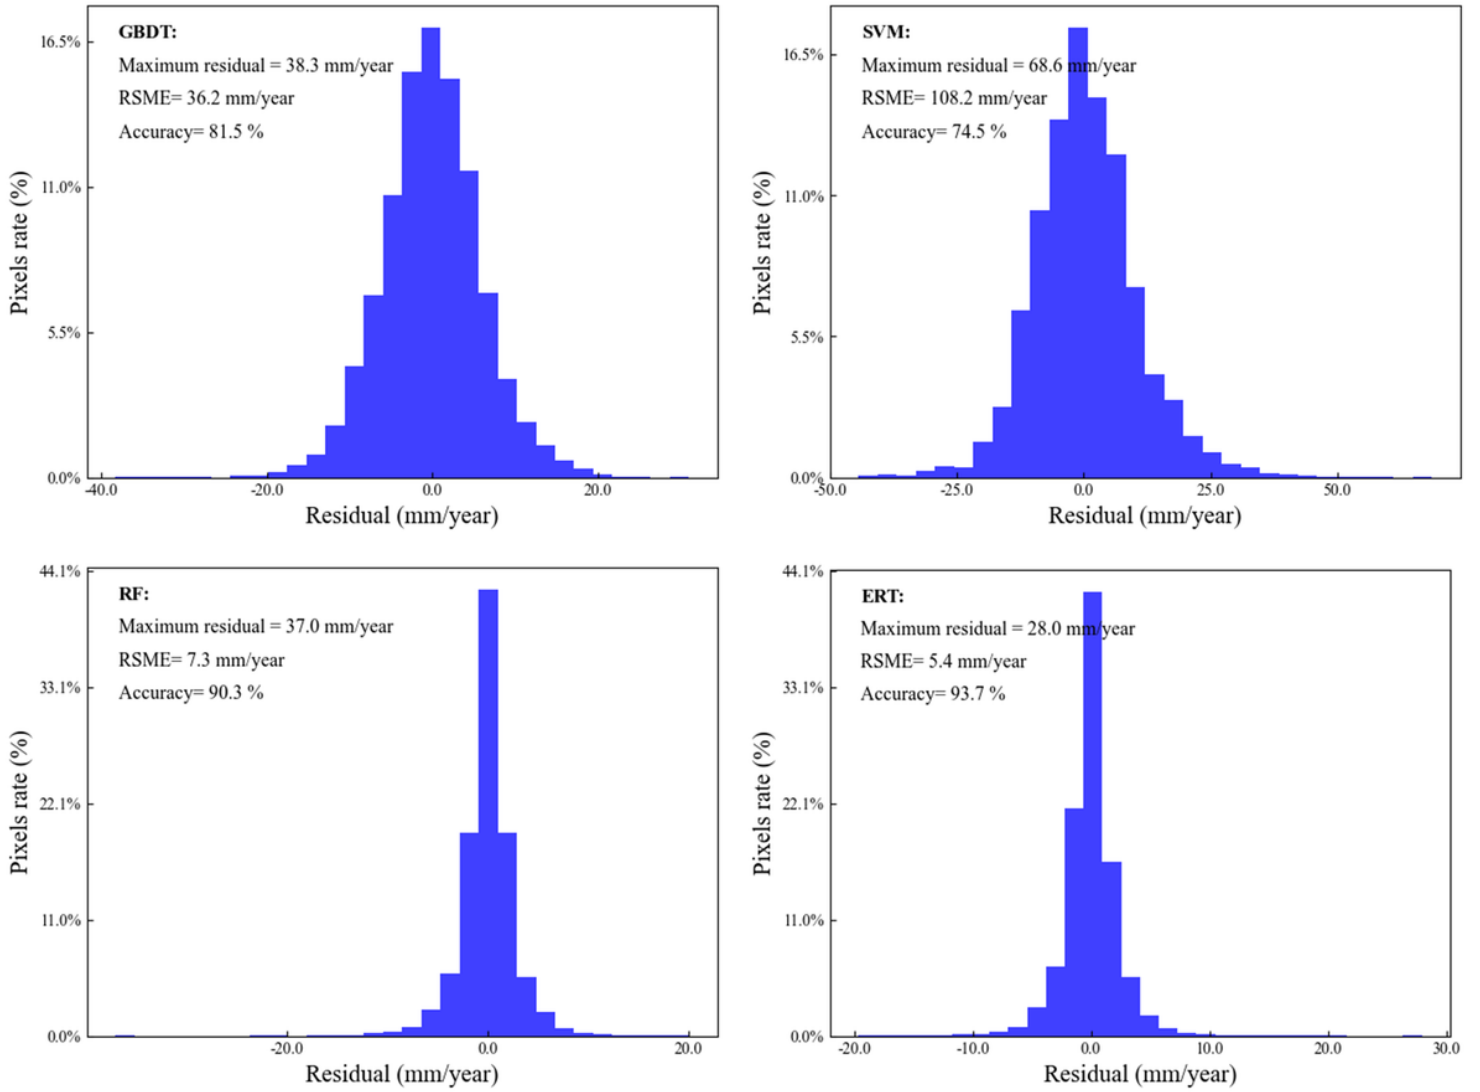 GBDT:
Maximum residual = 38.3 mm/year
RSME= 36.2 mm/year
Accuracy= 81.5 %
16.5%
11.0%
5.5%
0.0%
Pixels rate (%)
-40.0 -20.0 0.0 20.0
Residual (mm/year)
SVM:
Maximum residual = 68.6 mm/year
RSME= 108.2 mm/year
Accuracy= 74.5 %
16.5%
11.0%
5.5%
0.0%
Pixels rate (%)
-50.0 -25.0 0.0 25.0 50.0
Residual (mm/year)
RF:
Maximum residual = 37.0 mm/year
RSME= 7.3 mm/year
Accuracy= 90.3 %
44.1%
33.1%
22.1%
11.0%
0.0%
Pixels rate (%)
-20.0 0.0 20.0
Residual (mm/year)
ERT:
Maximum residual = 28.0 mm/year
RSME= 5.4 mm/year
Accuracy= 93.7 %
44.1%
33.1%
22.1%
11.0%
0.0%
Pixels rate (%)
-20.0 -10.0 0.0 10.0 20.0 30.0
Residual (mm/year)